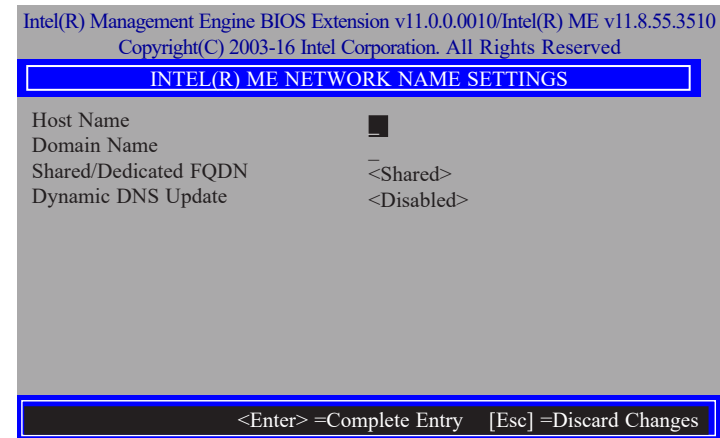 Intel(R) Management Engine BIOS Extension v11.0.0.0010/Intel(R) ME v11.8.55.3510
Copyright(C) 2003-16 Intel Corporation. All Rights Reserved
INTEL(R) ME NETWORK NAME SETTINGS
Host Name _
Domain Name _
Shared/Dedicated FQDN <Shared>
Dynamic DNS Update <Disabled>
<Enter> =Complete Entry [Esc] =Discard Changes